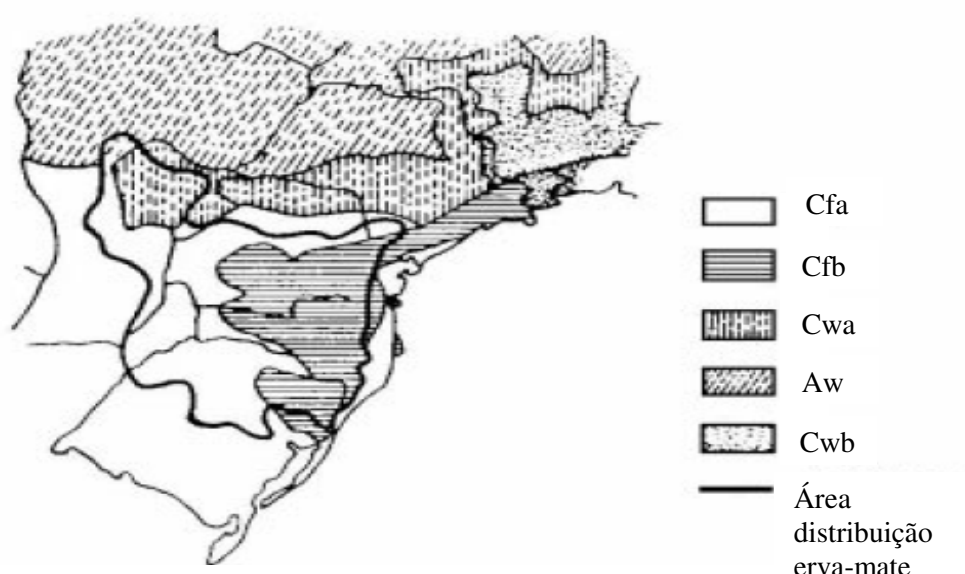 Cfa
Cfb
Cwa
Aw
Cwb
Área
distribuição
erva-mate